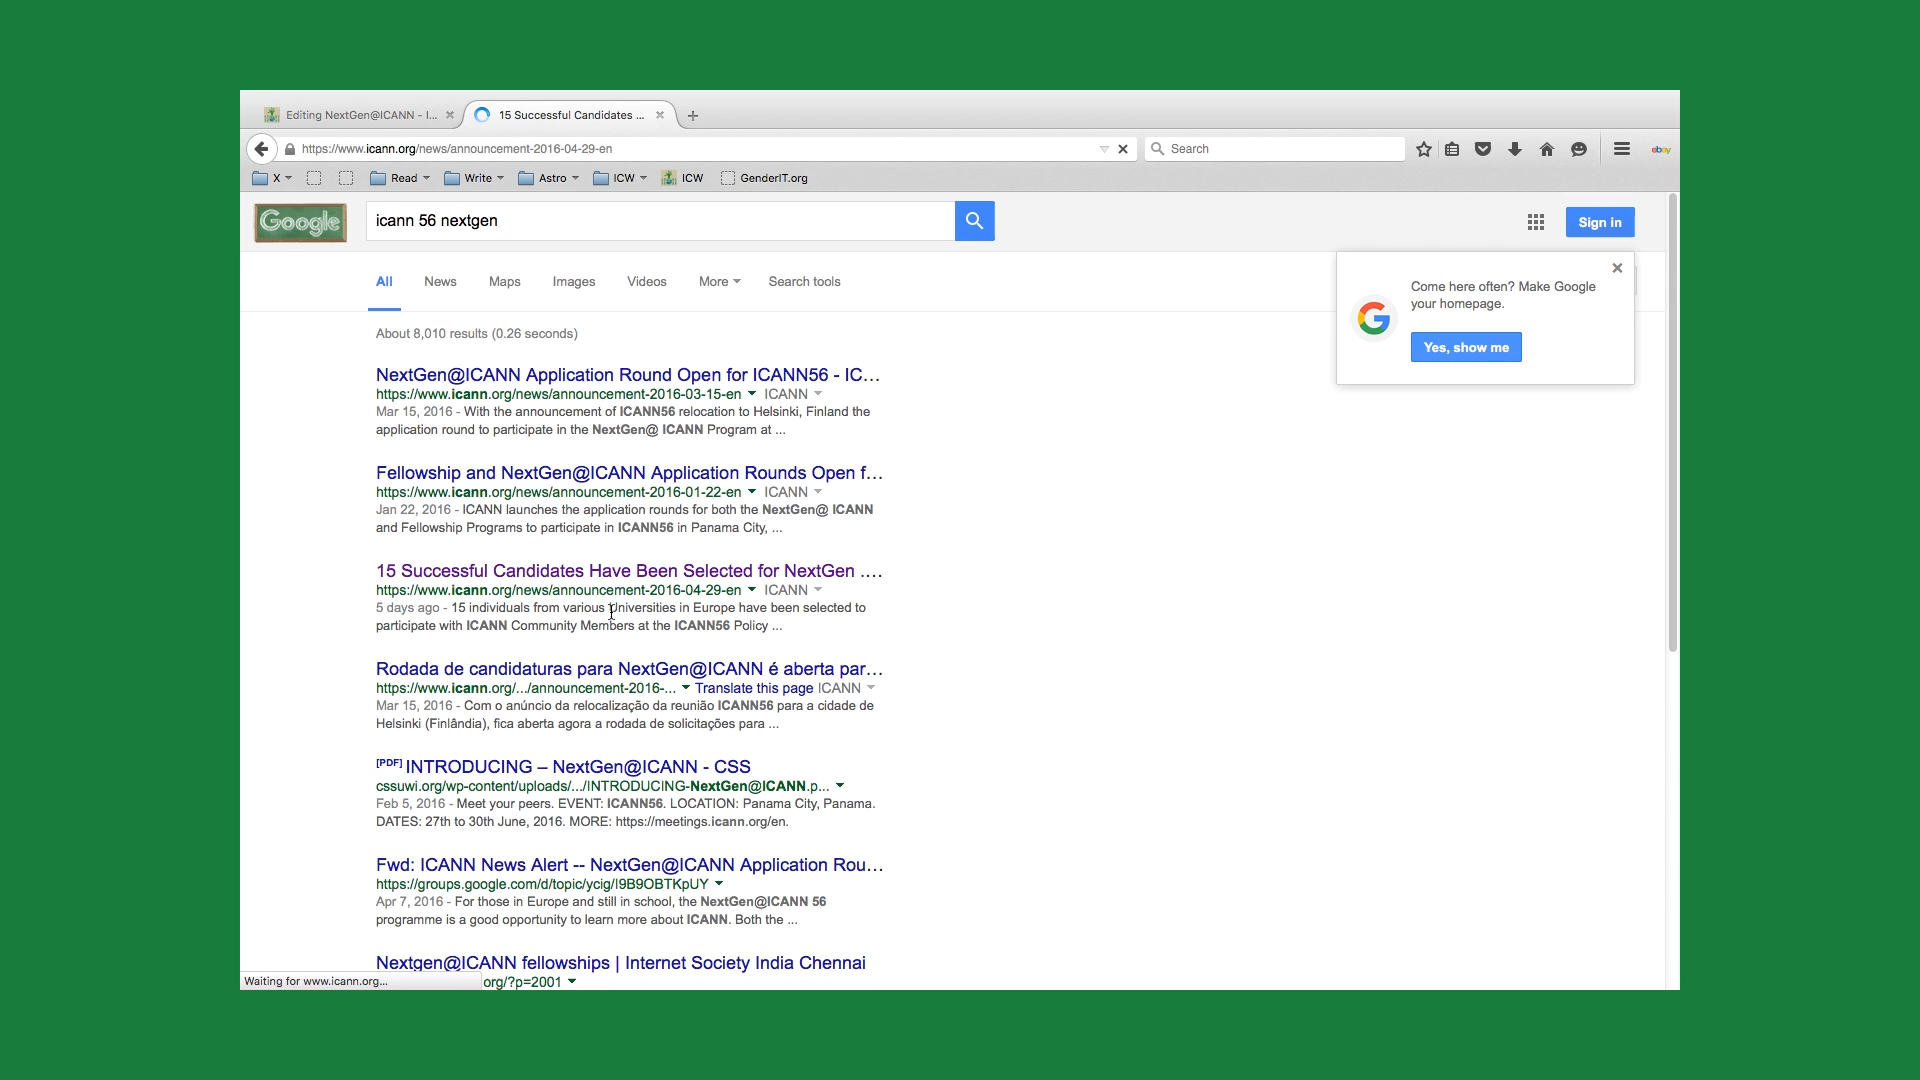 Editing NextGen@ICANN - I...
15 Successful Candidates ...
https://www.icann.org/news/announcement-2016-04-29-en
Search
ebay
X
Read
Write
Astro
ICW
ICW
GenderIT.org
Google
icann 56 nextgen
Sign in
All
News
Maps
Images
Videos
More
Search tools
Come here often? Make Google
your homepage.
Yes, show me
About 8,010 results (0.26 seconds)
NextGen@ICANN Application Round Open for ICANN56 - IC...
https://www.icann.org/news/announcement-2016-03-15-en ICANN
Mar 15, 2016 - With the announcement of ICANN56 relocation to Helsinki, Finland the
application round to participate in the NextGen@ ICANN Program at ...
Fellowship and NextGen@ICANN Application Rounds Open f...
https://www.icann.org/news/announcement-2016-01-22-en ICANN
Jan 22, 2016 - ICANN launches the application rounds for both the NextGen@ ICANN
and Fellowship Programs to participate in ICANN56 in Panama City, ...
15 Successful Candidates Have Been Selected for NextGen ....
https://www.icann.org/news/announcement-2016-04-29-en ICANN
5 days ago - 15 individuals from various Universities in Europe have been selected to
participate with ICANN Community Members at the ICANN56 Policy ...
Rodada de candidaturas para NextGen@ICANN é aberta par...
https://www.icann.org/.../announcement-2016-... Translate this page ICANN
Mar 15, 2016 - Com o anúncio da relocalização da reunião ICANN56 para a cidade de
Helsinki (Finlândia), fica aberta agora a rodada de solicitações para ...
[PDF] INTRODUCING – NextGen@ICANN - CSS
cssuwi.org/wp-content/uploads/.../INTRODUCING-NextGen@ICANN.p...
Feb 5, 2016 - Meet your peers. EVENT: ICANN56. LOCATION: Panama City, Panama.
DATES: 27th to 30th June, 2016. MORE: https://meetings.icann.org/en.
Fwd: ICANN News Alert -- NextGen@ICANN Application Rou...
https://groups.google.com/d/topic/ycig/I9B9OBTKpUY
Apr 7, 2016 - For those in Europe and still in school, the NextGen@ICANN 56
programme is a good opportunity to learn more about ICANN. Both the ...
Nextgen@ICANN fellowships | Internet Society India Chennai
org/?p=2001
Waiting for www.icann.org...